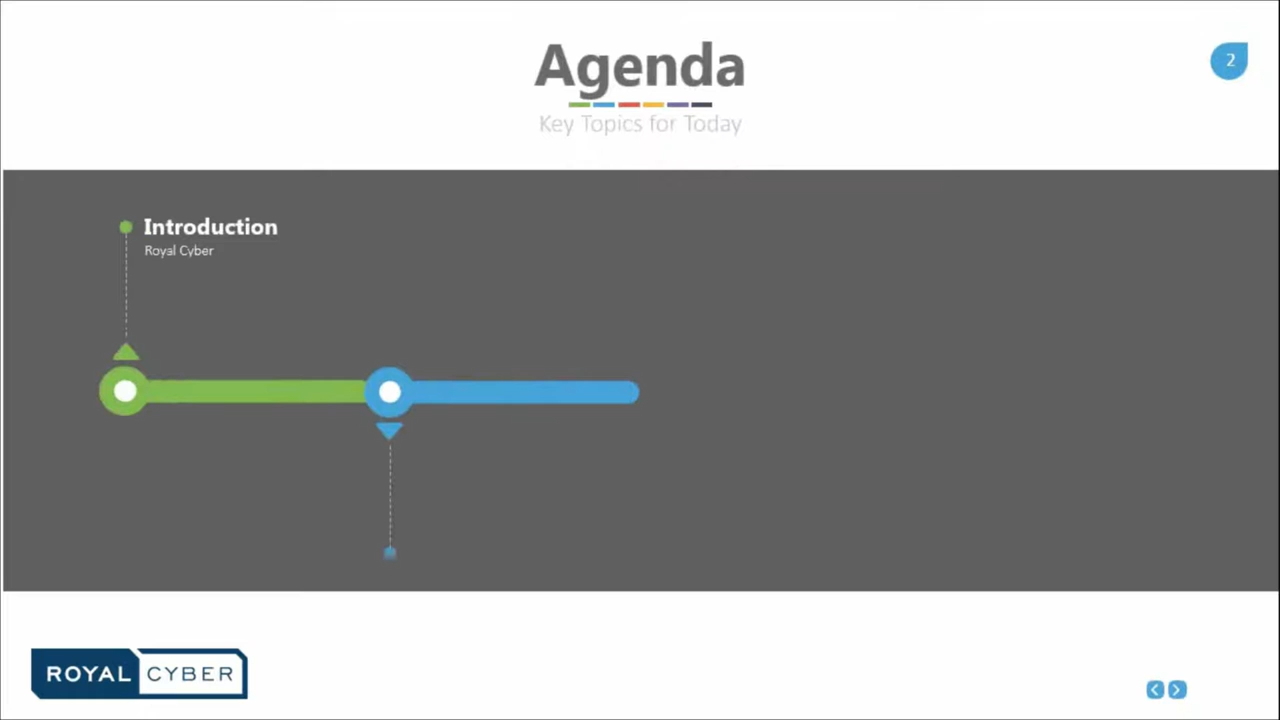 Agenda
Key Topics for Today
2
Introduction
Royal Cyber
ROYAL CYBER